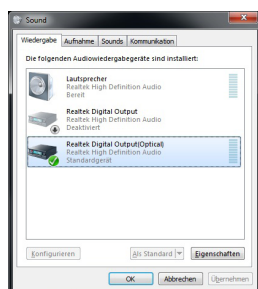 Sound
Wiedergabe Aufnahme Sounds Kommunikation
Die folgenden Audiowiedergabegeräte sind installiert:
Lautsprecher
Realtek High Definition Audio
Bereit
Realtek Digital Output
Realtek High Definition Audio
Deaktiviert
Realtek Digital Output(Optical)
Realtek High Definition Audio
Standardgerät
Konfigurieren Als Standard Eigenschaften
OK Abbrechen Übernehmen